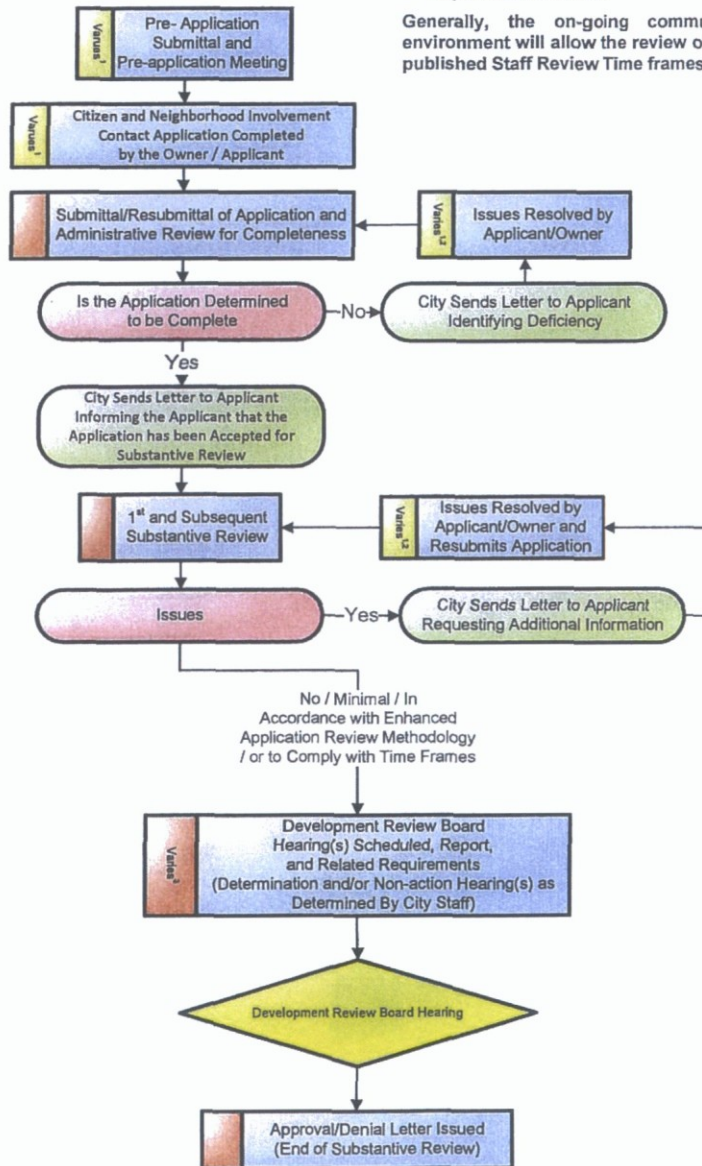 Generally, the on-going comm
environment will allow the review o
published Staff Review Time frames
Varues¹
Pre- Application
Submittal and
Pre-application Meeting
Varues¹
Citizen and Neighborhood Involvement
Contact Application Completed
by the Owner / Applicant
Submittal/Resubmittal of Application and
Administrative Review for Completeness
Varies¹,²
Issues Resolved by
Applicant/Owner
Is the Application Determined
to be Complete
No
City Sends Letter to Applicant
Identifying Deficiency
Yes
City Sends Letter to Applicant
Informing the Applicant that the
Application has been Accepted for
Substantive Review
1st and Subsequent
Substantive Review
Varies¹,²
Issues Resolved by
Applicant/Owner and
Resubmits Application
Issues
Yes
City Sends Letter to Applicant
Requesting Additional Information
No / Minimal / In
Accordance with Enhanced
Application Review Methodology
/ or to Comply with Time Frames
Varies³
Development Review Board
Hearing(s) Scheduled, Report,
and Related Requirements
(Determination and/or Non-action Hearing(s) as
Determined By City Staff)
Development Review Board Hearing
Approval/Denial Letter Issued
(End of Substantive Review)